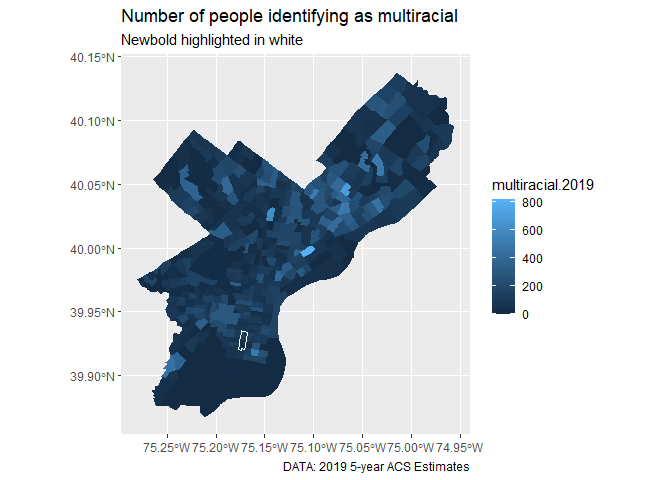 Number of people identifying as multiracial
Newbold highlighted in white
40.15°N
40.10°N
40.05°N
40.00°N
39.95°N
39.90°N
75.25°W 75.20°W 75.15°W 75.10°W 75.05°W 75.00°W 74.95°W
multiracial.2019
800
600
400
200
0
DATA: 2019 5-year ACS Estimates